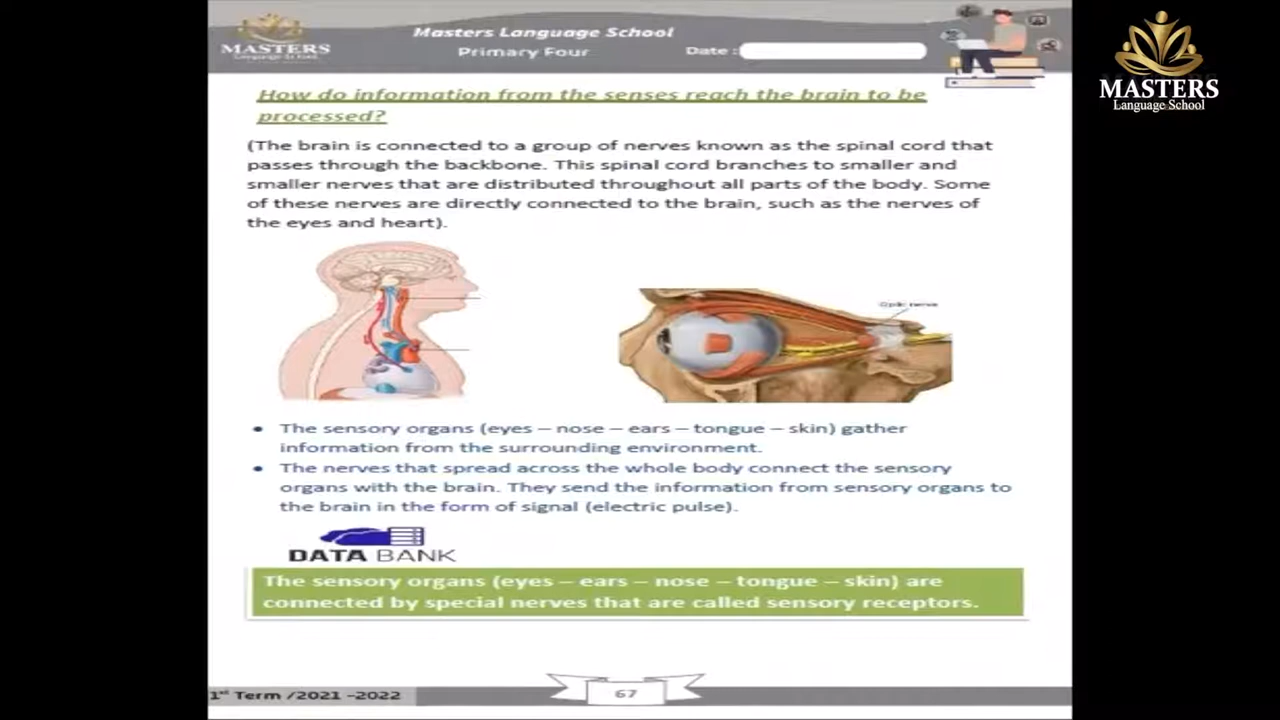 Masters Language School
MASTERS
Language School
Primary Four
Date :
MASTERS
Language School
How do information from the senses reach the brain to be
processed?
(The brain is connected to a group of nerves known as the spinal cord that
passes through the backbone. This spinal cord branches to smaller and
smaller nerves that are distributed throughout all parts of the body. Some
of these nerves are directly connected to the brain, such as the nerves of
the eyes and heart).
Optic nerve
• The sensory organs (eyes – nose – ears – tongue – skin) gather
information from the surrounding environment.
• The nerves that spread across the whole body connect the sensory
organs with the brain. They send the information from sensory organs to
the brain in the form of signal (electric pulse).
DATA BANK
The sensory organs (eyes – ears – nose – tongue – skin) are
connected by special nerves that are called sensory receptors.
1st Term /2021 -2022
67